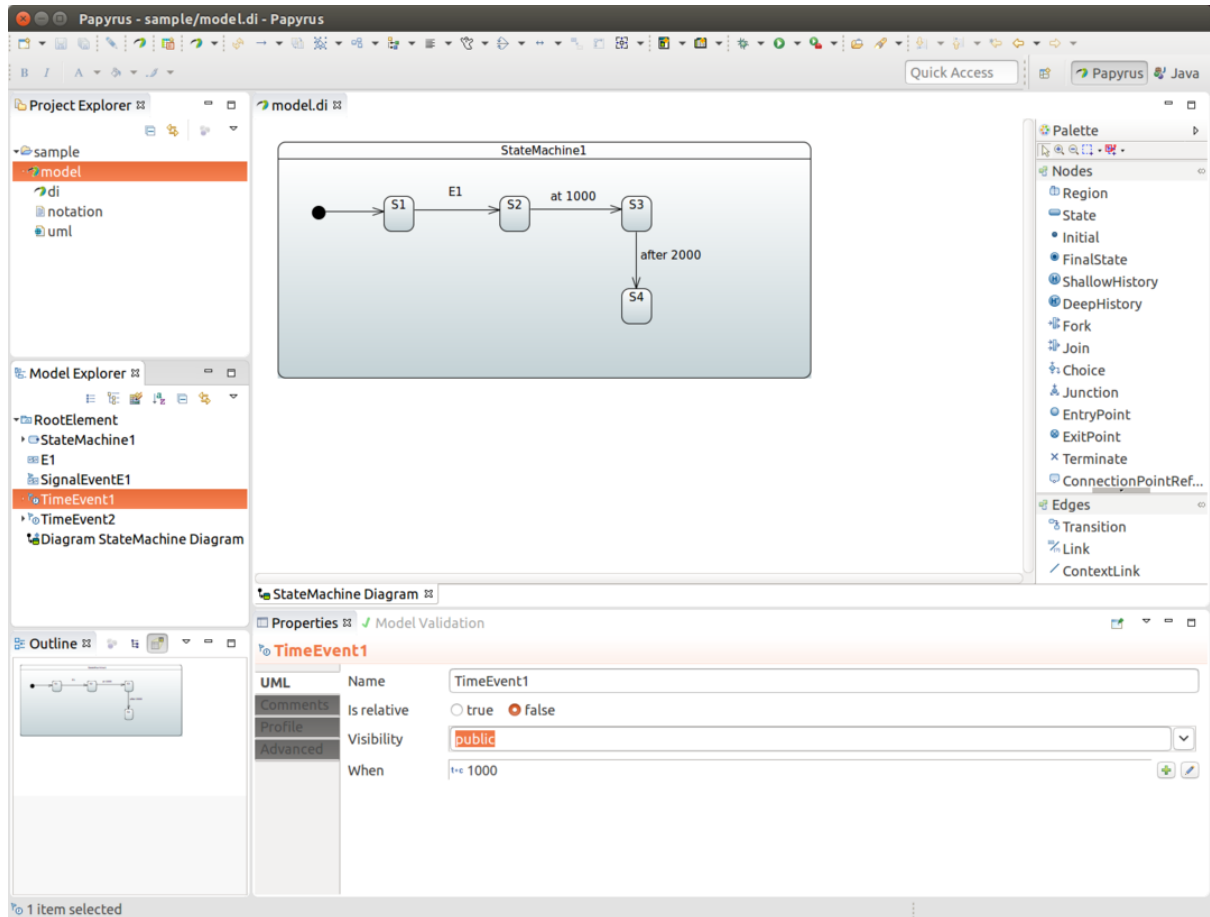 Papyrus - sample/model.di - Papyrus
B I A
Quick Access
Papyrus
Java
Project Explorer
sample
model
di
notation
uml
Model Explorer
RootElement
StateMachine1
E1
SignalEventE1
TimeEvent1
TimeEvent2
Diagram StateMachine Diagram
Outline
model.di
StateMachine1
S1
E1
S2
at 1000
S3
after 2000
S4
StateMachine Diagram
Palette
Nodes
Region
State
Initial
FinalState
ShallowHistory
DeepHistory
Fork
Join
Choice
Junction
EntryPoint
ExitPoint
Terminate
ConnectionPointRef...
Edges
Transition
Link
ContextLink
Properties
Model Validation
TimeEvent1
UML
Comments
Profile
Advanced
Name TimeEvent1
Is relative true false
Visibility public
When 1000
1 item selected